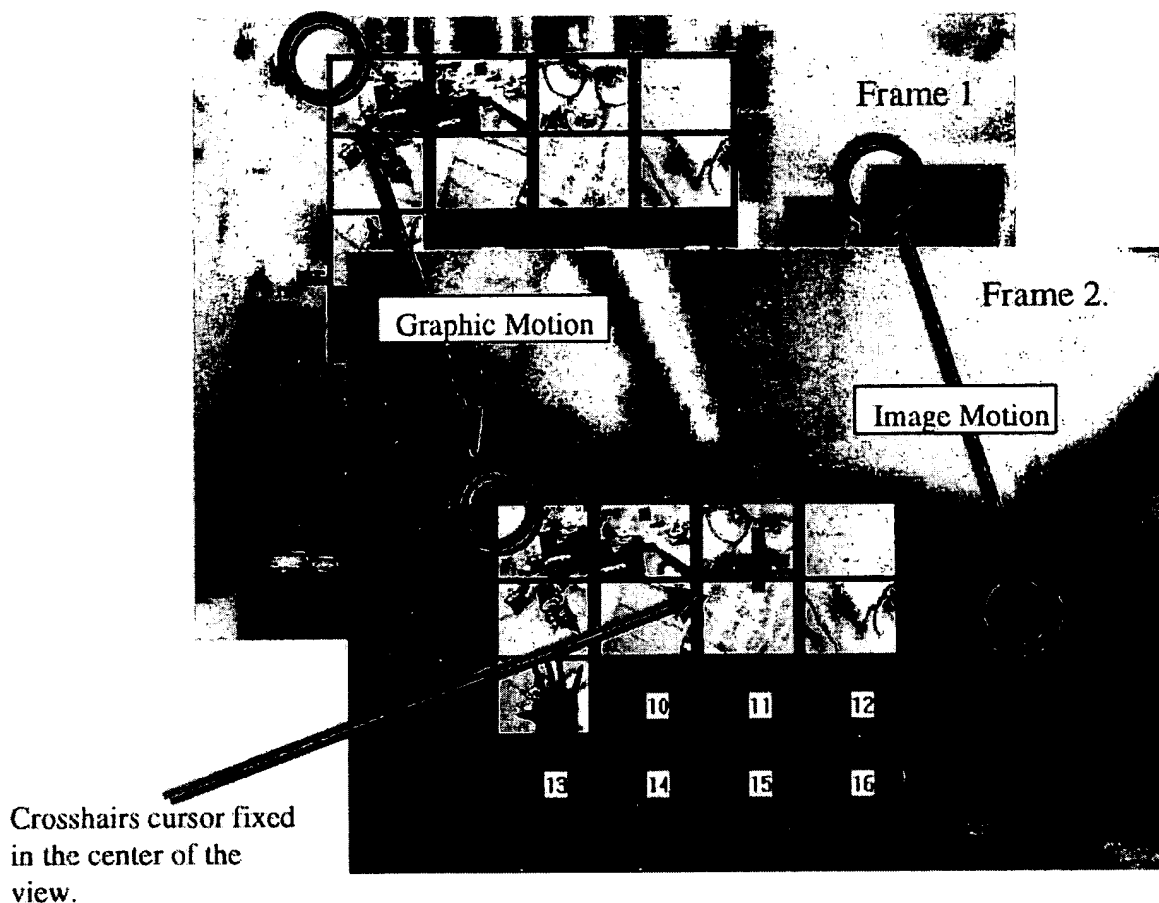 Frame 1
Frame 2.
Graphic Motion
Image Motion
10 11 12
13 14 15 16
Crosshairs cursor fixed
in the center of the
view.